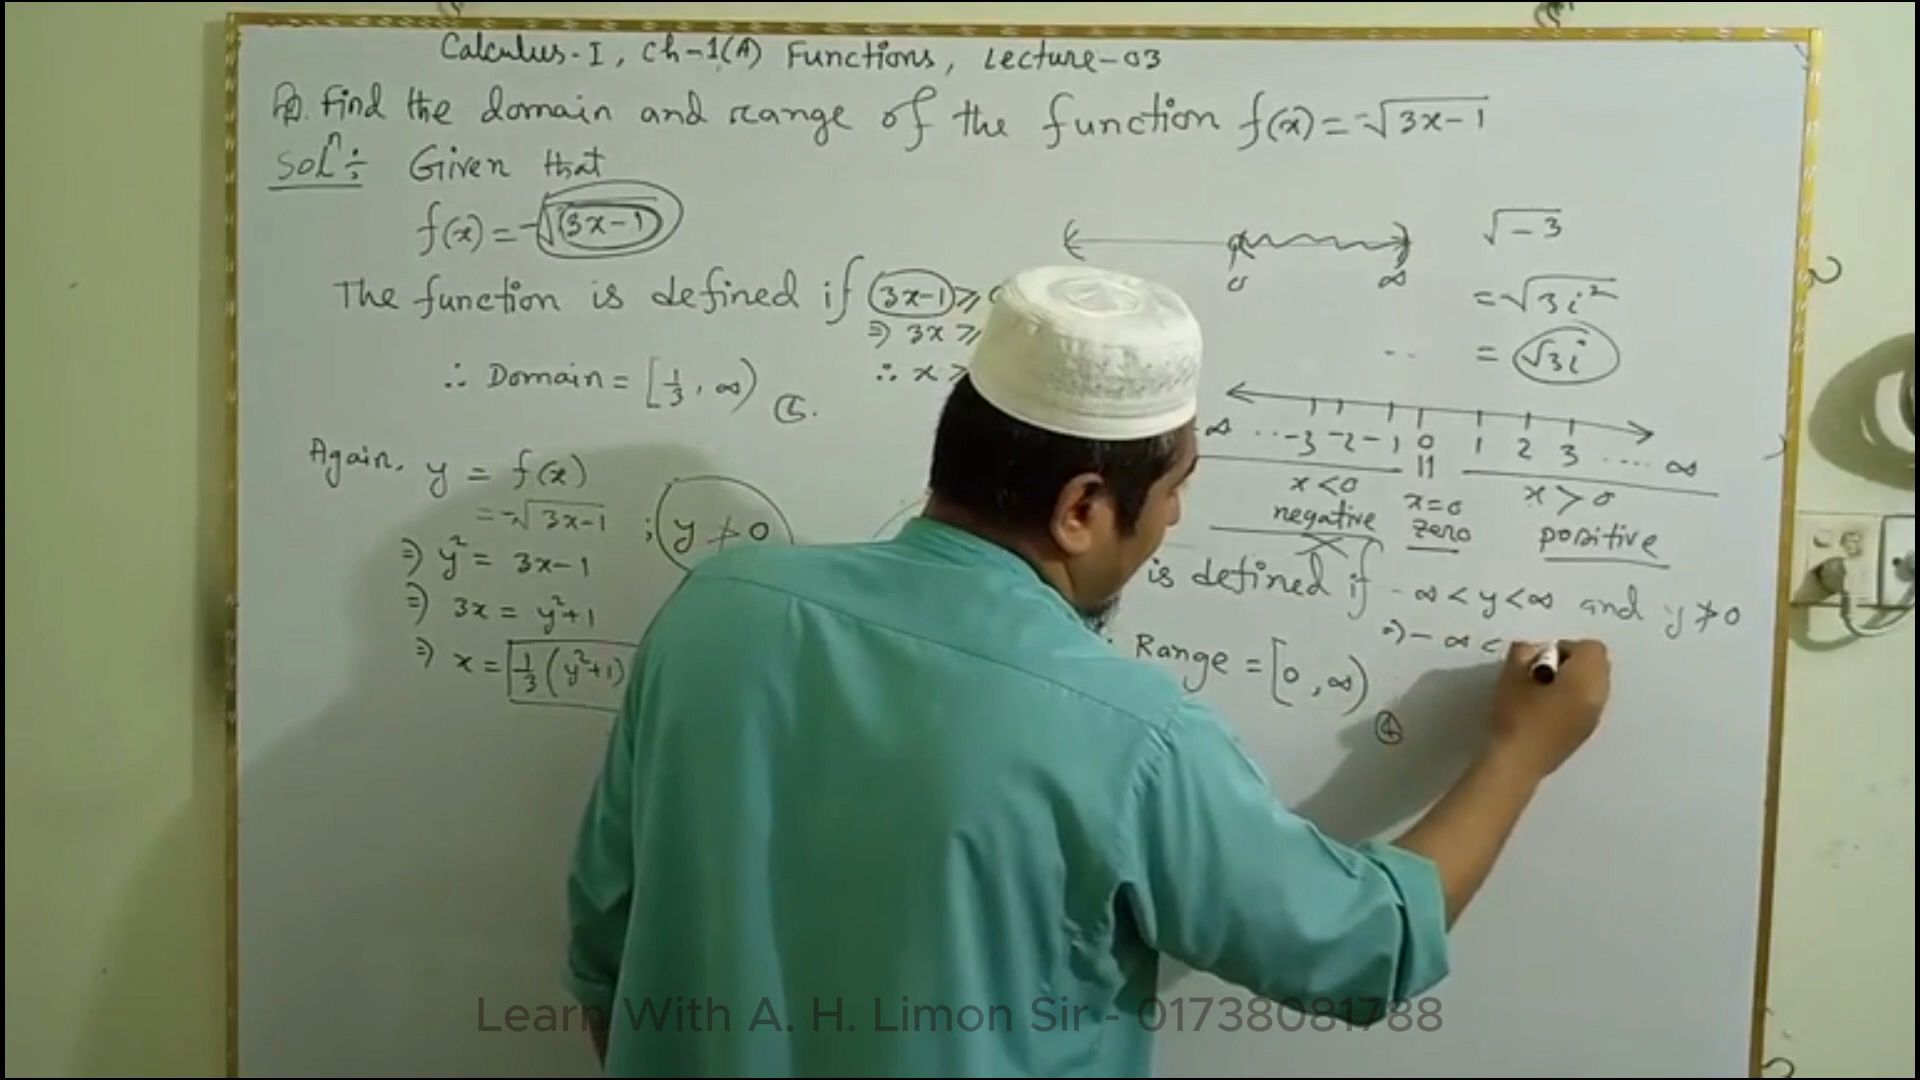 Calculus-I, Ch-1(A) Functions, Lecture-03
Find the domain and range of the function f(x) = -√3x-1
Solⁿ: Given that
f(x) = -√(3x-1)
The function is defined if (3x-1) ≥
⇒ 3x ≥
∴ x ≥
∴ Domain = [1/3, ∞)
Again, y = f(x)
= -√3x-1 ; y ≯ 0
⇒ y² = 3x-1
⇒ 3x = y²+1
⇒ x = 1/3 (y²+1)
0 ∞
√-3
= √3i²
= √3i
-∞ ...-3 -2 -1 0 1 2 3 .... ∞
x<0 x=0 x>0
negative zero positive
is defined if -∞<y<∞ and y ≯ 0
⇒ -∞ <
Range = [0, ∞)
Learn With A. H. Limon Sir - 01738081788